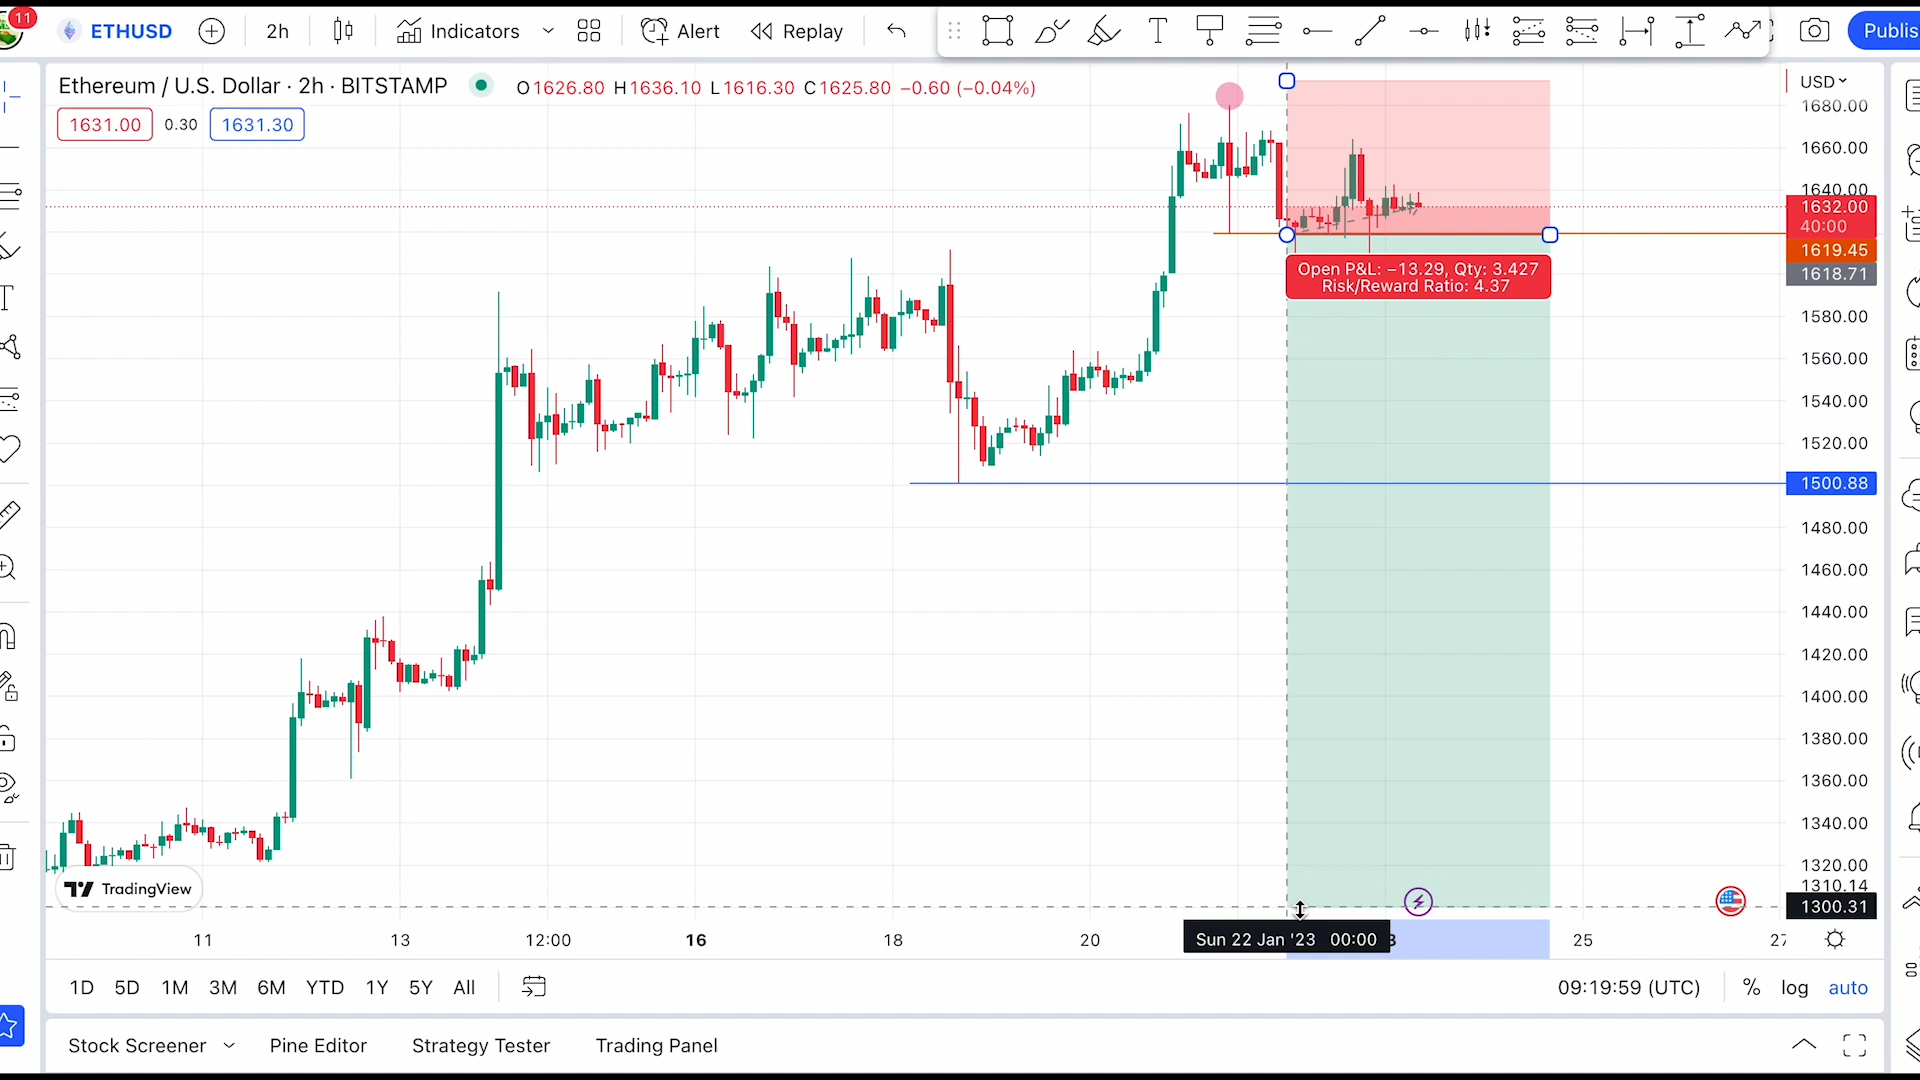 11
ETHUSD
2h
Indicators
Alert
Replay
Publis
Ethereum / U.S. Dollar · 2h · BITSTAMP
O1626.80 H1636.10 L1616.30 C1625.80 −0.60 (−0.04%)
USD
1631.00
0.30
1631.30
1680.00
1660.00
1640.00
1632.00
40:00
1619.45
1618.71
Open P&L: −13.29, Qty: 3.427
Risk/Reward Ratio: 4.37
1580.00
1560.00
1540.00
1520.00
1500.88
1480.00
1460.00
1440.00
1420.00
1400.00
1380.00
1360.00
1340.00
1320.00
1310.14
1300.31
TradingView
11
13
12:00
16
18
20
Sun 22 Jan '23 00:00
25
27
1D 5D 1M 3M 6M YTD 1Y 5Y All
09:19:59 (UTC)
% log auto
Stock Screener
Pine Editor
Strategy Tester
Trading Panel